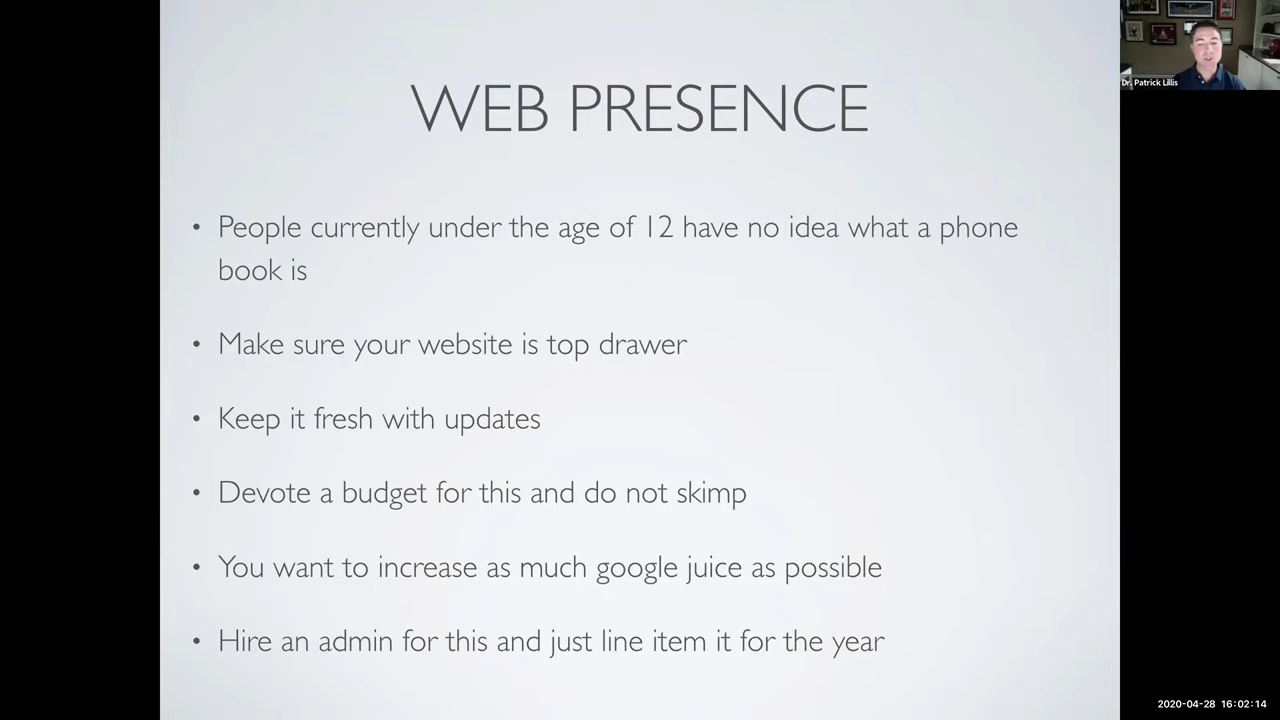 WEB PRESENCE
• People currently under the age of 12 have no idea what a phone
book is
• Make sure your website is top drawer
• Keep it fresh with updates
• Devote a budget for this and do not skimp
• You want to increase as much google juice as possible
• Hire an admin for this and just line item it for the year
Dr. Patrick Lillis
2020-04-28 16:02:14